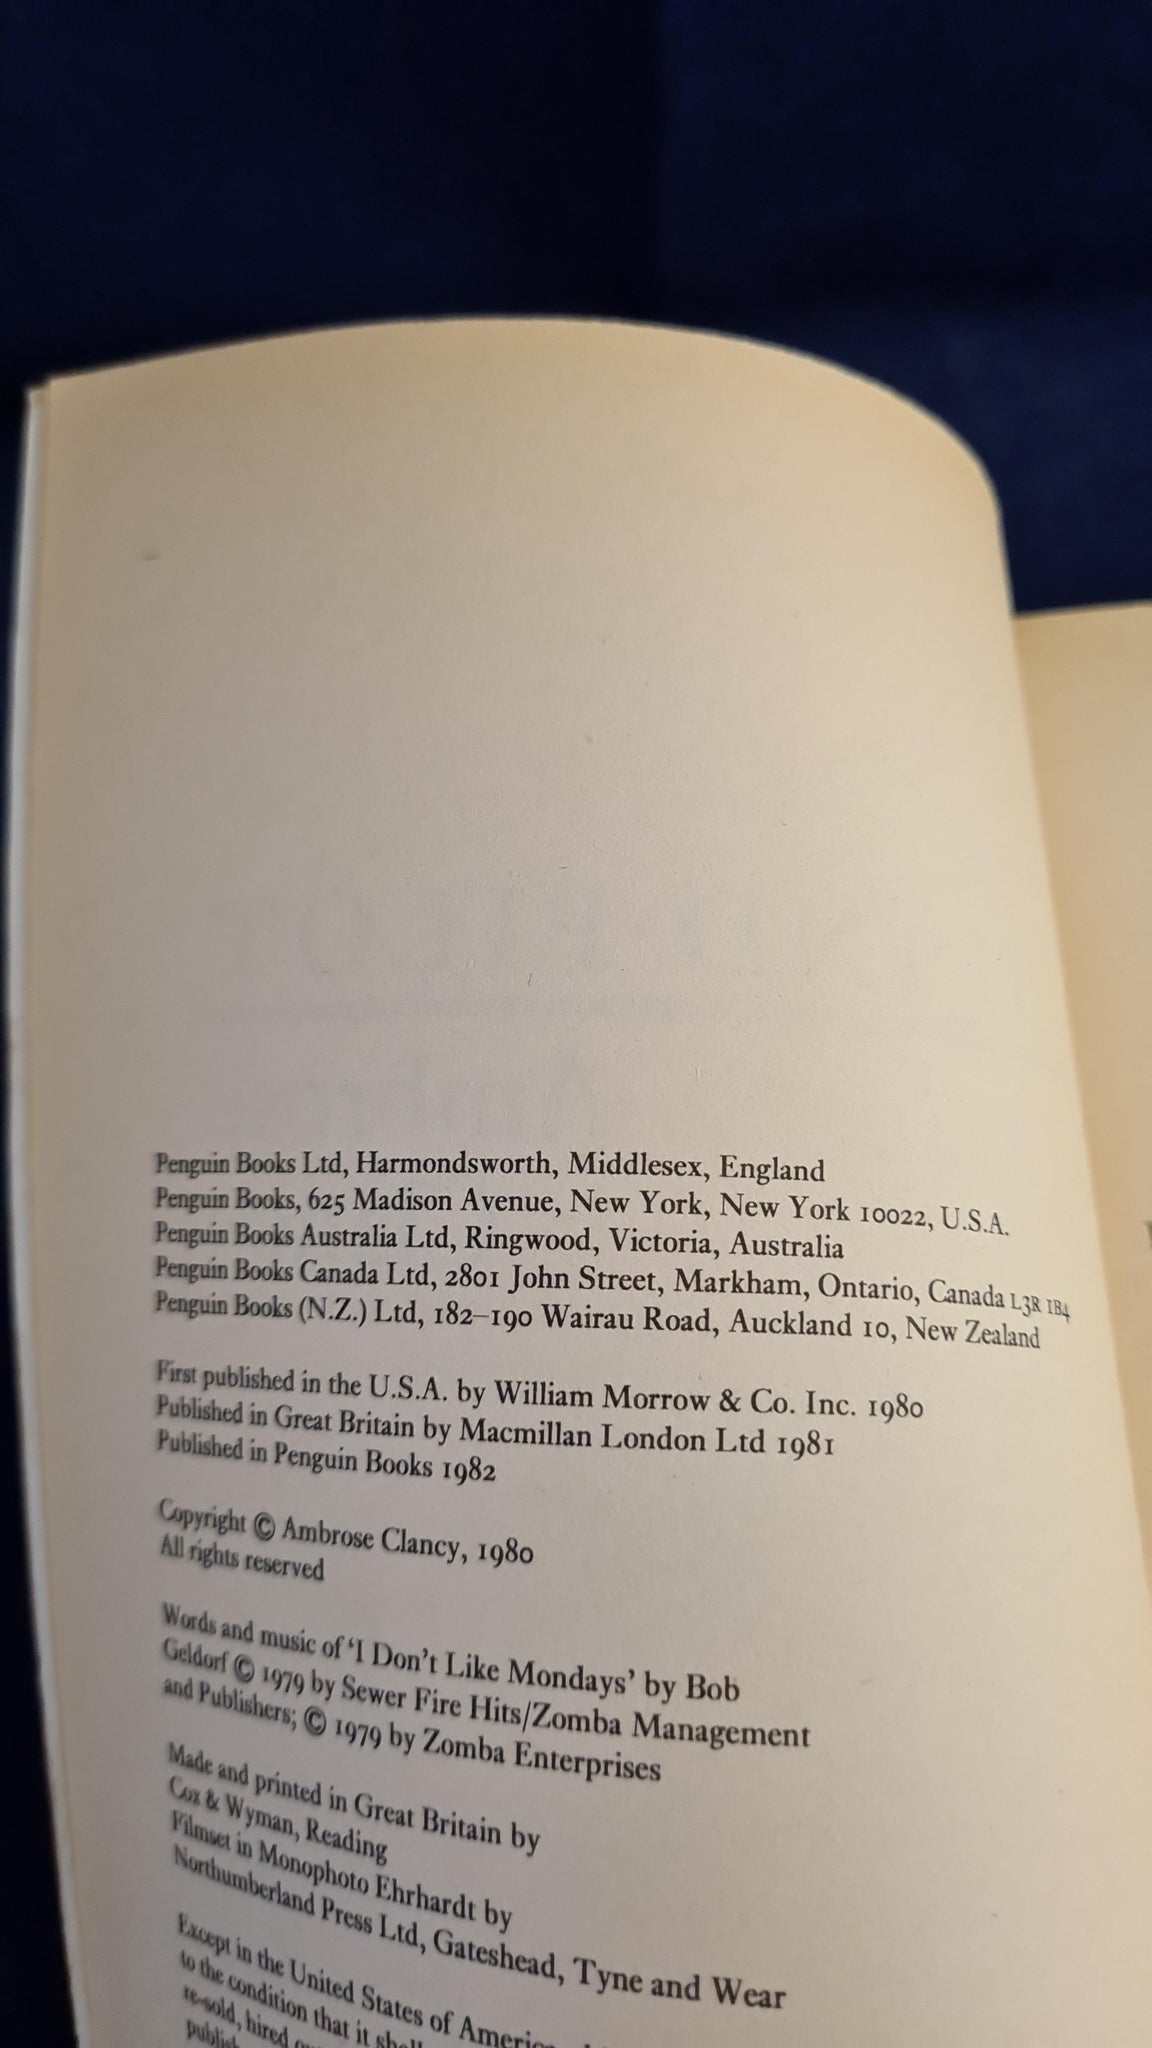 Penguin Books Ltd, Harmondsworth, Middlesex, England
Penguin Books, 625 Madison Avenue, New York, New York 10022, U.S.A.
Penguin Books Australia Ltd, Ringwood, Victoria, Australia
Penguin Books Canada Ltd, 2801 John Street, Markham, Ontario, Canada L3R 1B4
Penguin Books (N.Z.) Ltd, 182–190 Wairau Road, Auckland 10, New Zealand
First published in the U.S.A. by William Morrow & Co. Inc. 1980
Published in Great Britain by Macmillan London Ltd 1981
Published in Penguin Books 1982
Copyright © Ambrose Clancy, 1980
All rights reserved
Words and music of ‘I Don’t Like Mondays’ by Bob
Geldorf © 1979 by Sewer Fire Hits/Zomba Management
and Publishers; © 1979 by Zomba Enterprises
Made and printed in Great Britain by
Cox & Wyman, Reading
Filmset in Monophoto Ehrhardt by
Northumberland Press Ltd, Gateshead, Tyne and Wear
Except in the United States of
to the condition that it
re-sold, hired